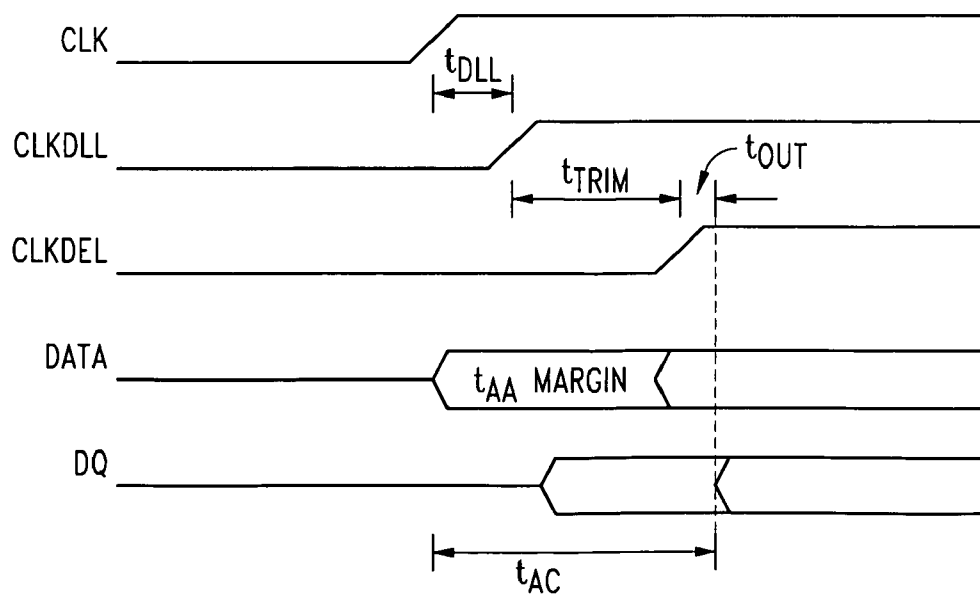 CLK
tDLL
CLKDLL
tOUT
tTRIM
CLKDEL
DATA
tAA MARGIN
DQ
tAC